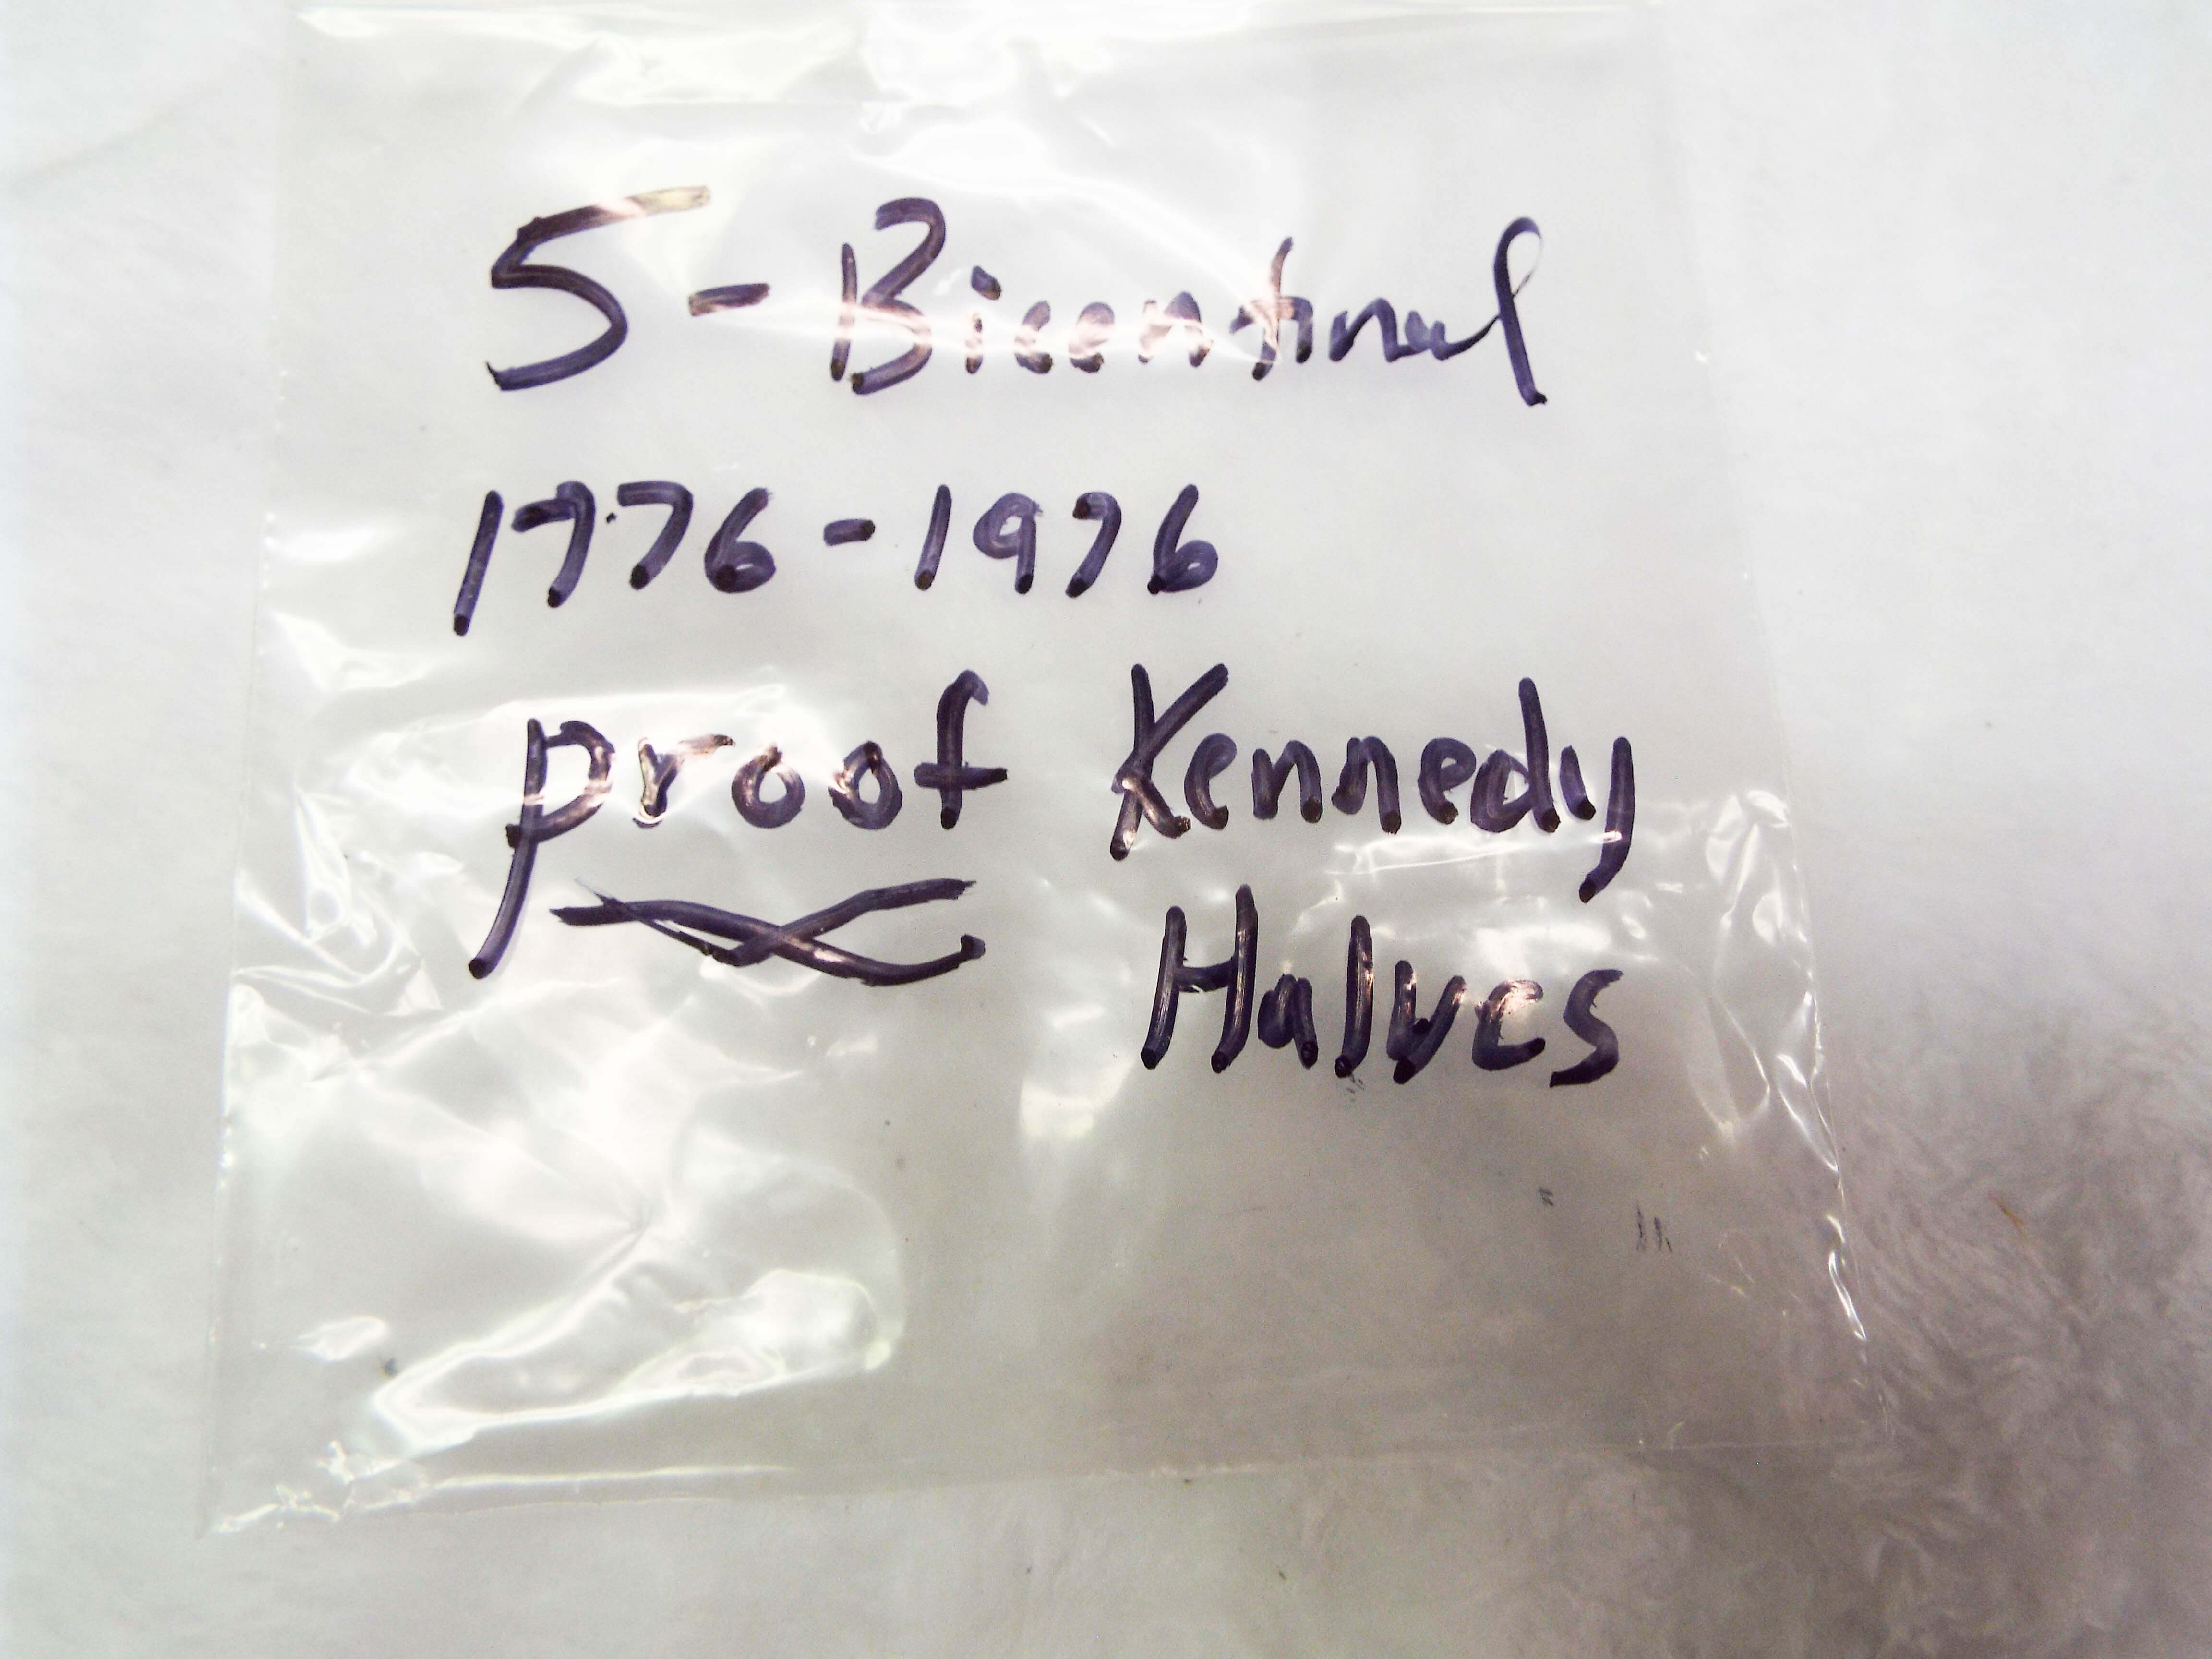 5 - Bicentinal
1776 - 1976
proof Kennedy
Halves